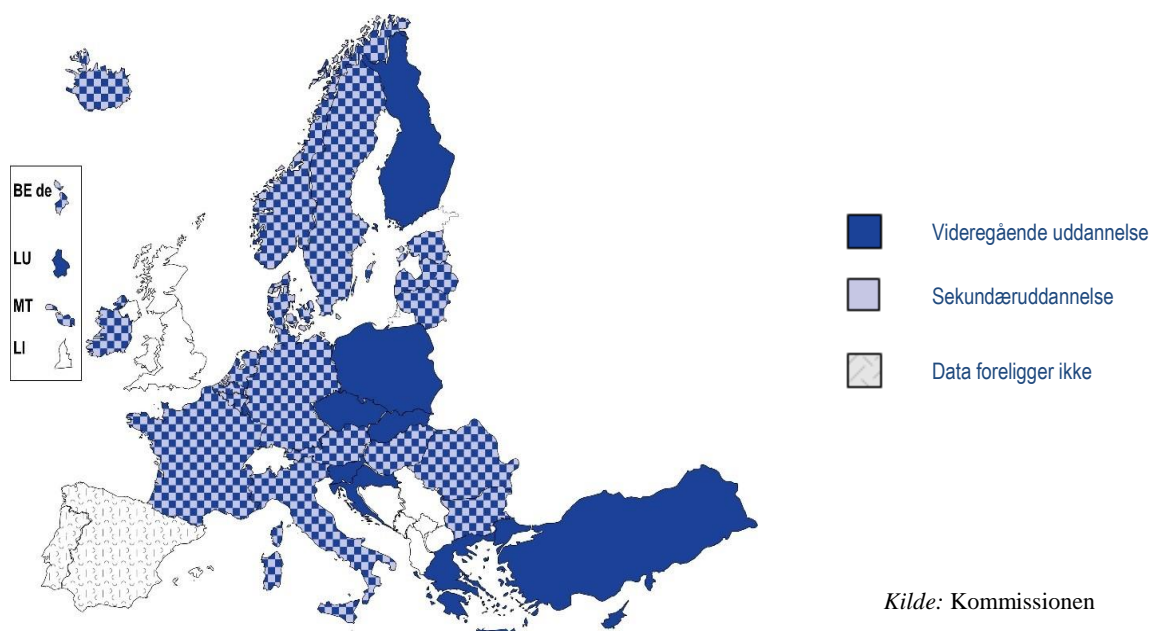 BE de
LU
MT
LI
Videregående uddannelse
Sekundæruddannelse
Data foreligger ikke
Kilde: Kommissionen